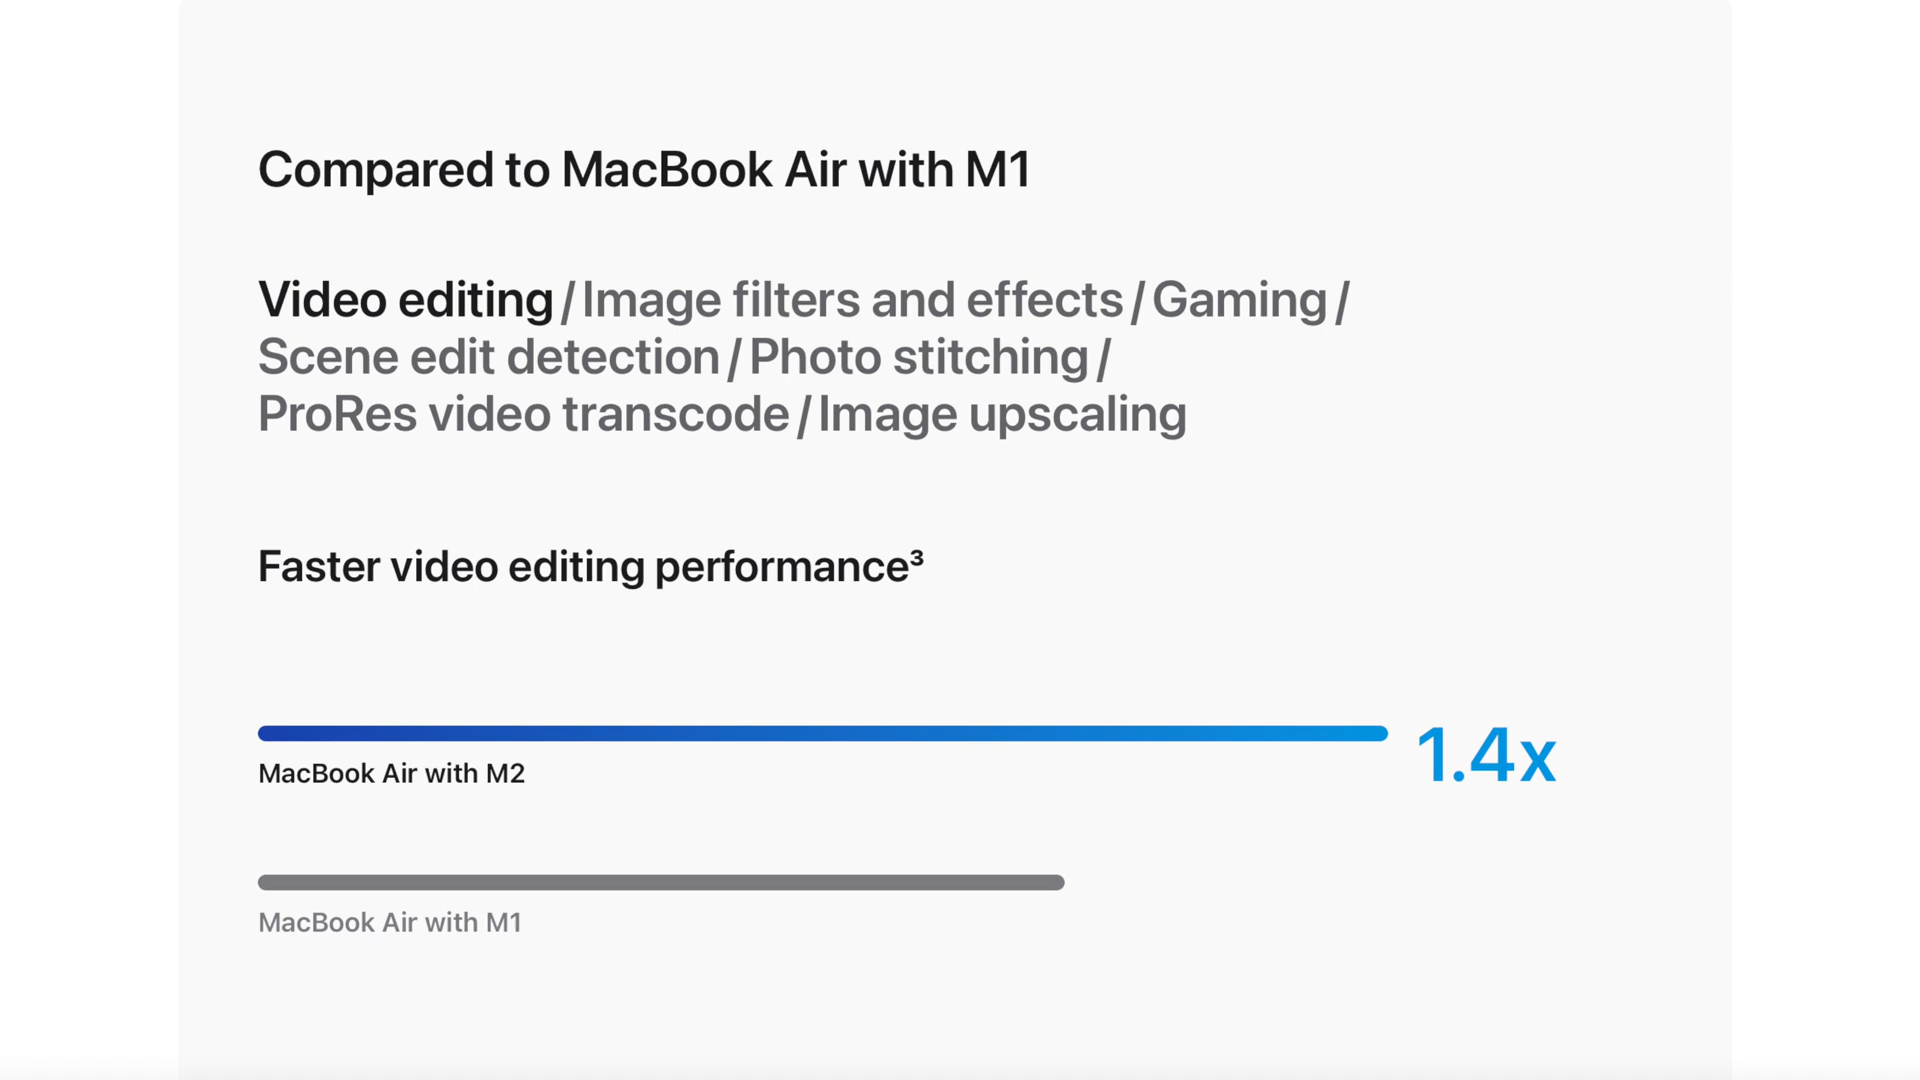 Compared to MacBook Air with M1
Video editing / Image filters and effects / Gaming /
Scene edit detection / Photo stitching /
ProRes video transcode / Image upscaling
Faster video editing performance³
1.4x
MacBook Air with M2
MacBook Air with M1